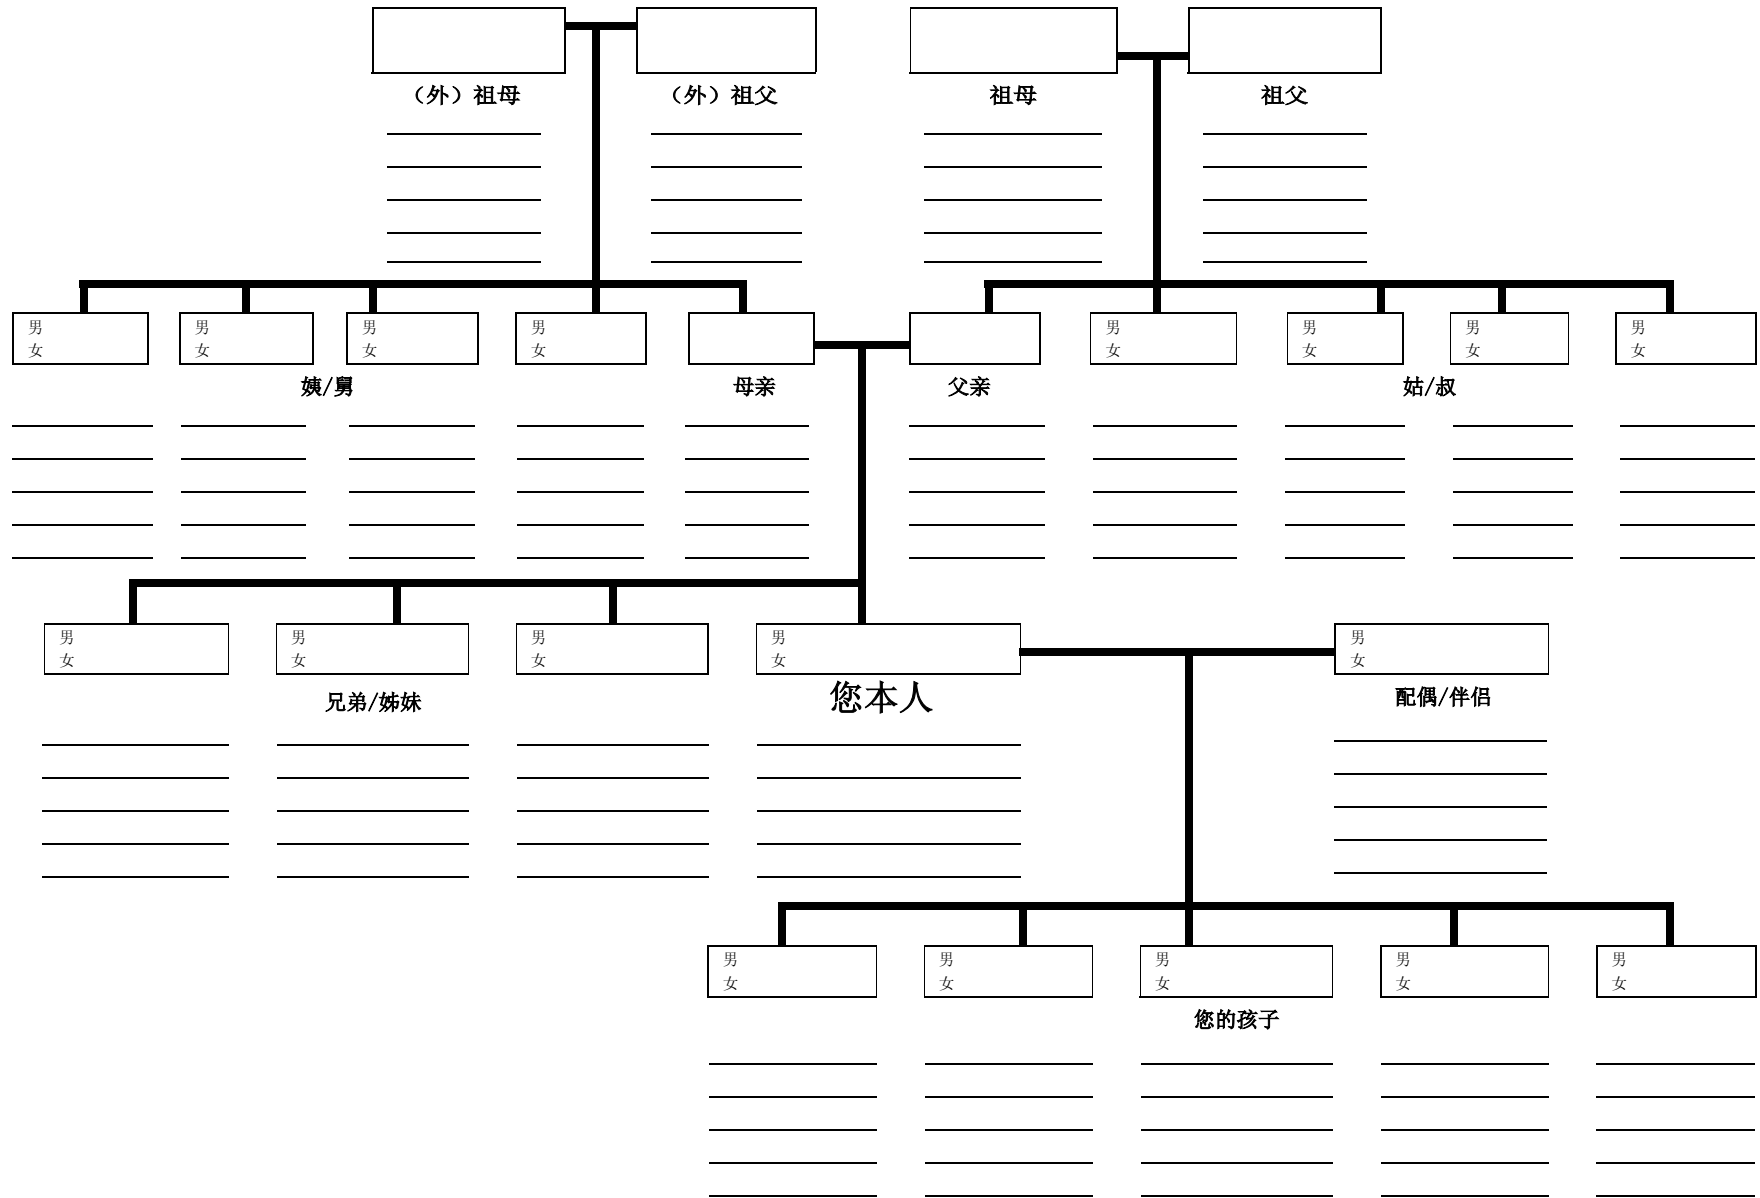 （外）祖母
（外）祖父
祖母
祖父
男
女
男
女
男
女
男
女
男
女
男
女
男
女
男
女
姨/舅
母亲
父亲
姑/叔
男
女
男
女
男
女
男
女
男
女
兄弟/姊妹
您本人
配偶/伴侣
男
女
男
女
男
女
男
女
男
女
您的孩子